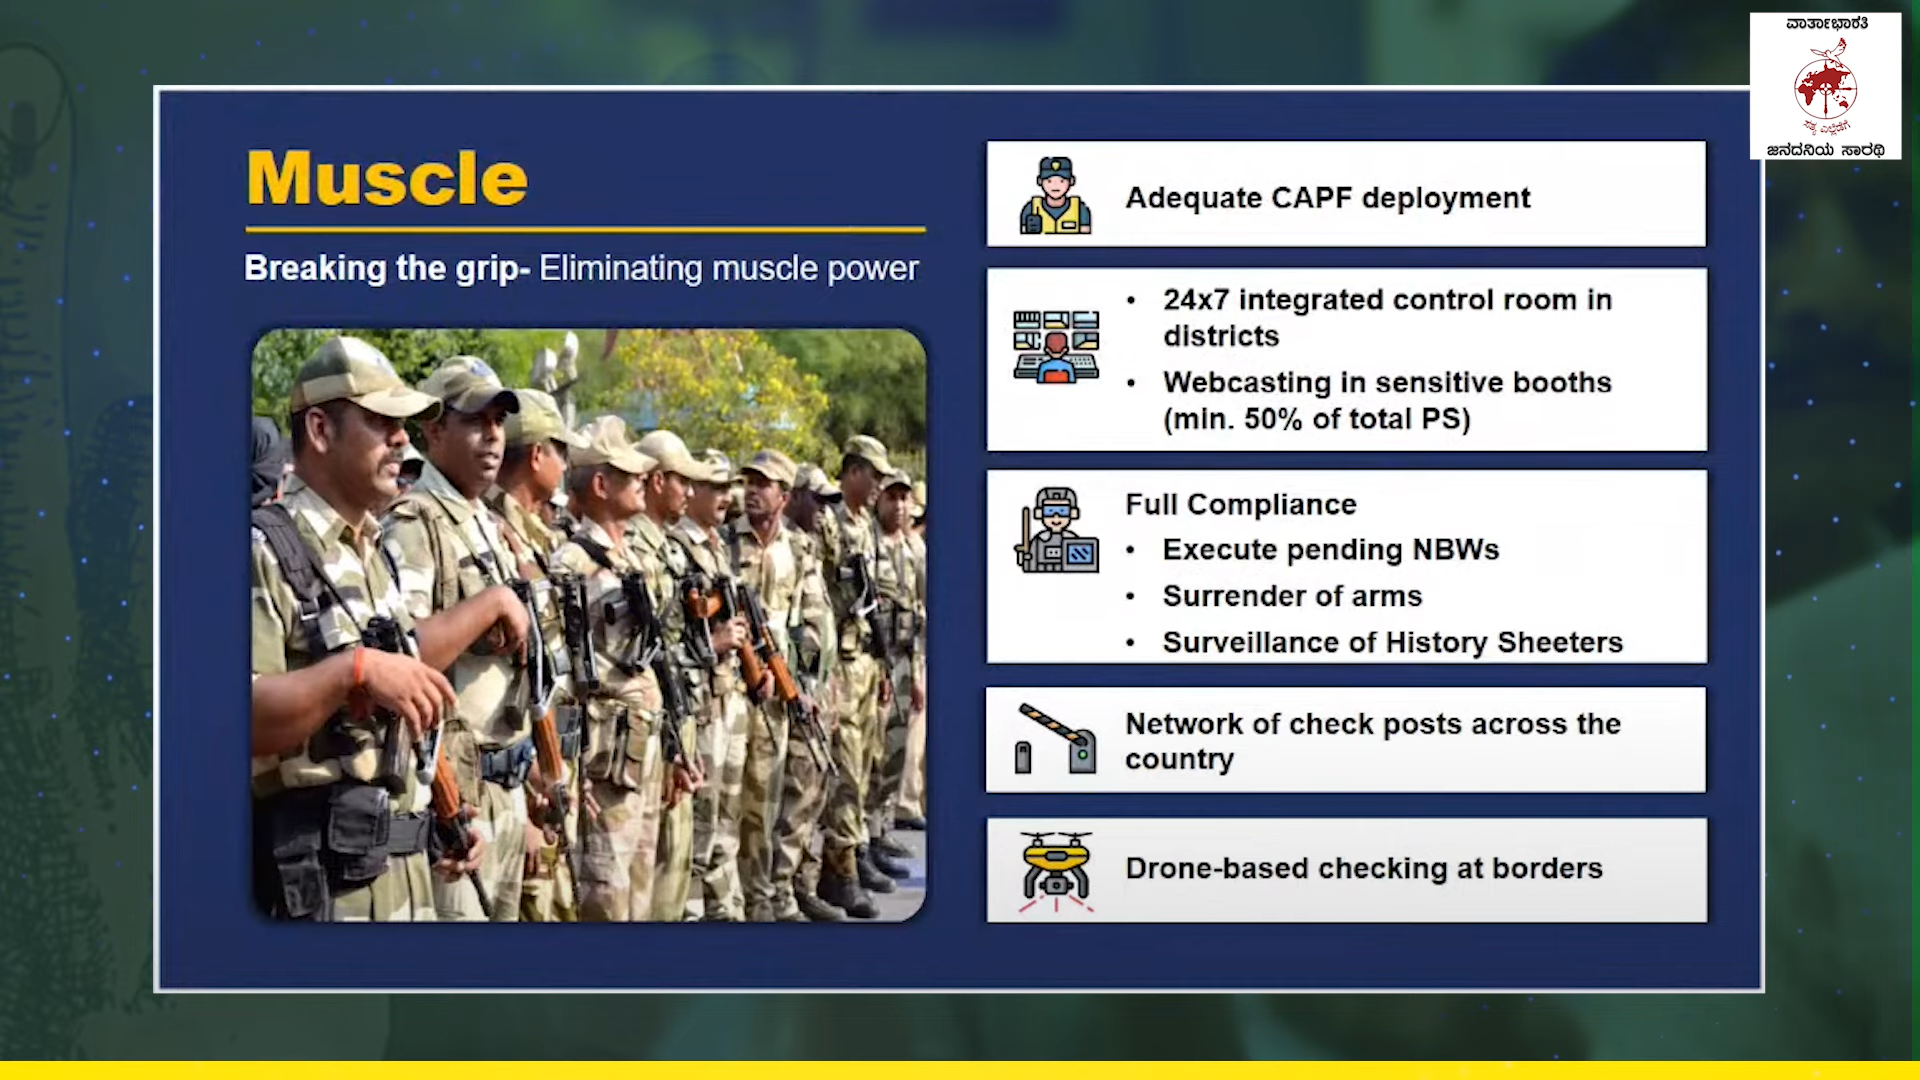 ವಾರ್ತಾಭಾರತಿ
ಸತ್ಯ ಎಲ್ಲೆಡೆಗೆ
ಜನದನಿಯ ಸಾರಥಿ
Muscle
Breaking the grip- Eliminating muscle power
Adequate CAPF deployment
• 24x7 integrated control room in
districts
• Webcasting in sensitive booths
(min. 50% of total PS)
Full Compliance
• Execute pending NBWs
• Surrender of arms
• Surveillance of History Sheeters
Network of check posts across the
country
Drone-based checking at borders